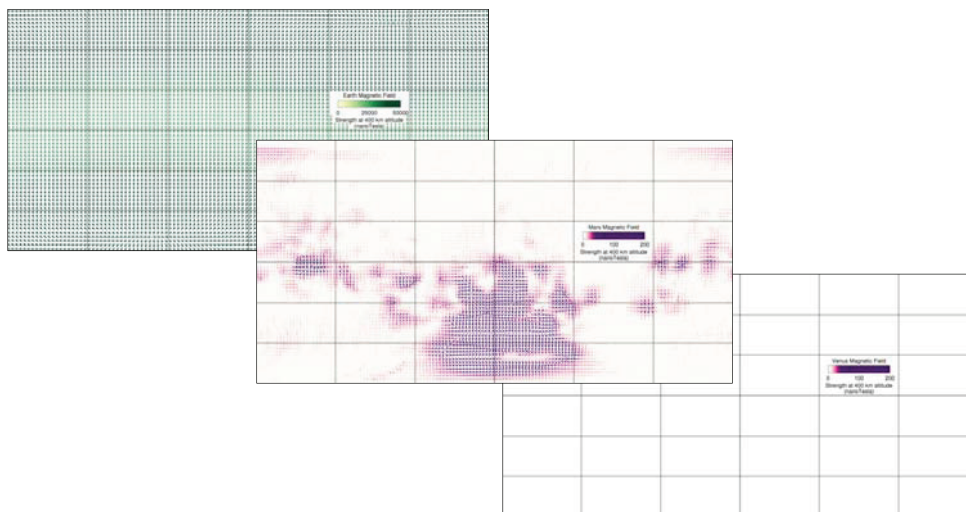 Earth Magnetic Field
0 25000 50000
Strength at 400 km altitude
(nanoTesla)
Mars Magnetic Field
0 100 200
Strength at 400 km altitude
(nanoTesla)
Venus Magnetic Field
0 100 200
Strength at 400 km altitude
(nanoTesla)